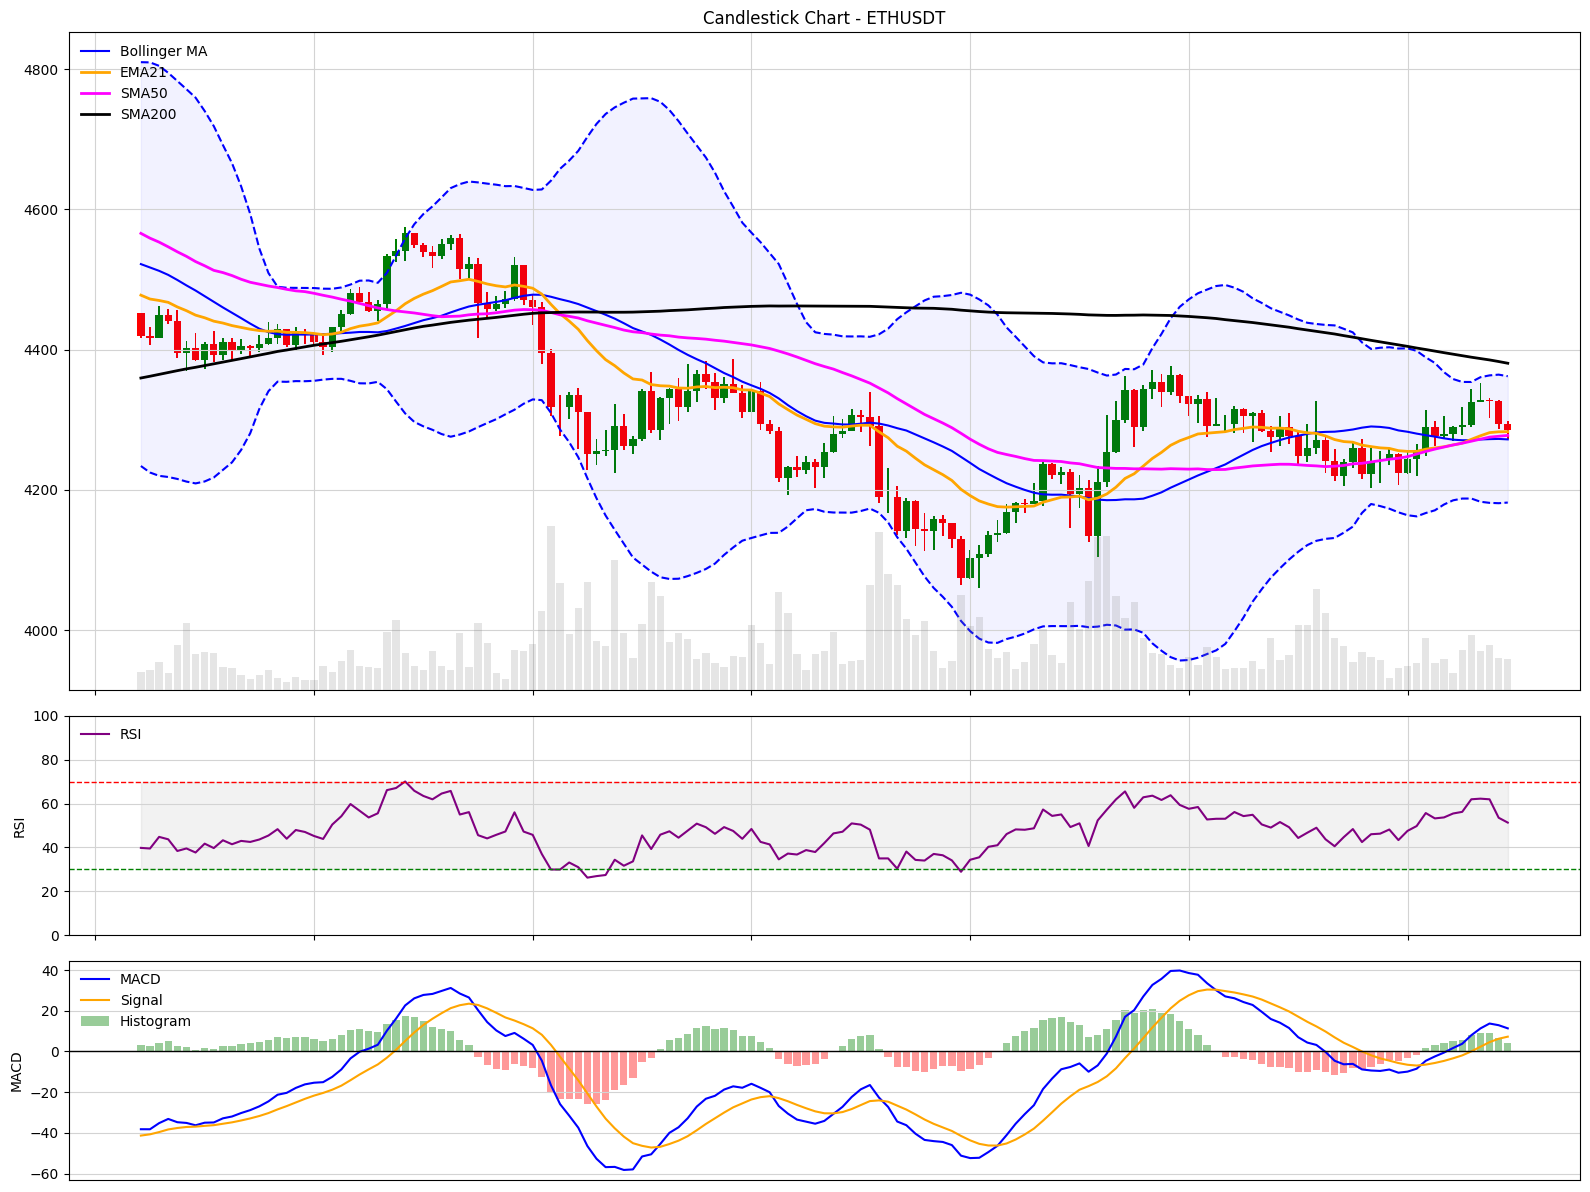 Candlestick Chart - ETHUSDT
Bollinger MA
EMA21
SMA50
SMA200
4800
4600
4400
4200
4000
RSI
100
80
60
40
20
0
RSI
MACD
Signal
Histogram
40
20
0
−20
−40
−60
MACD